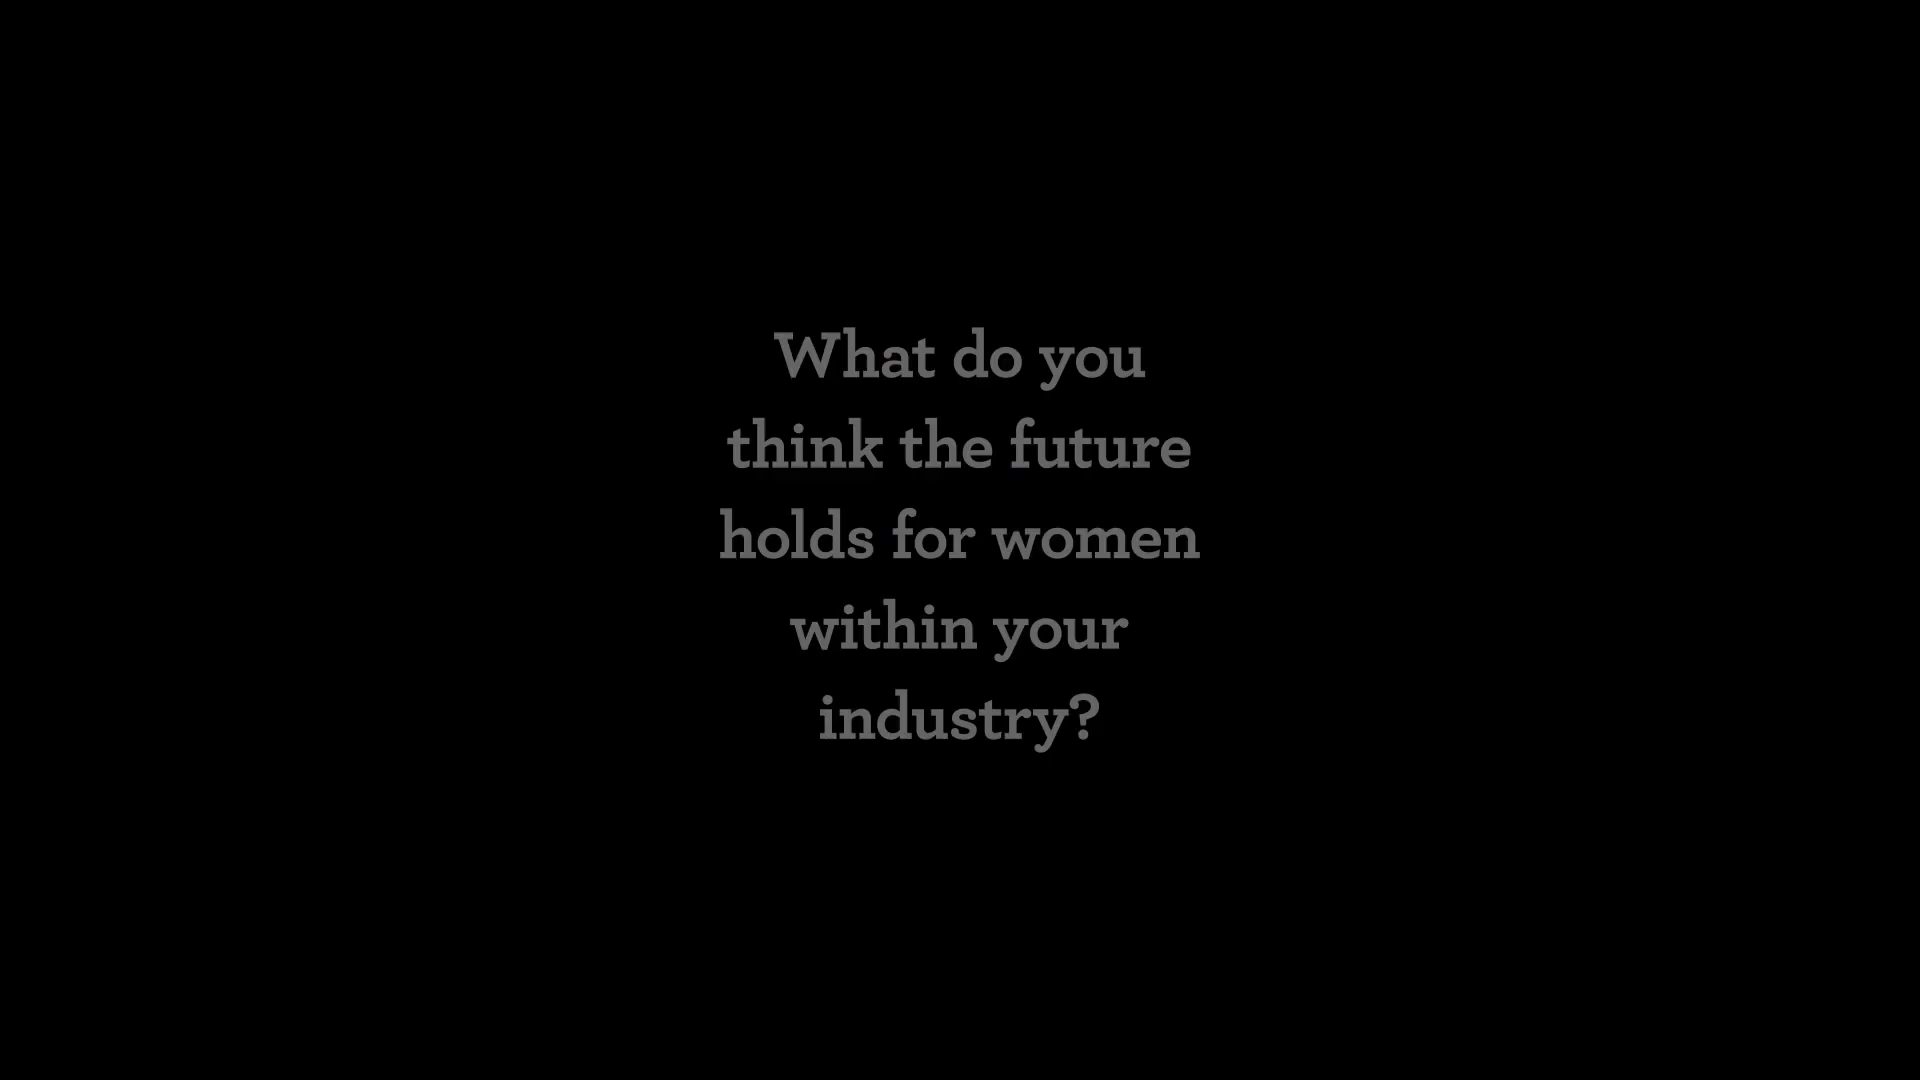 What do you
think the future
holds for women
within your
industry?